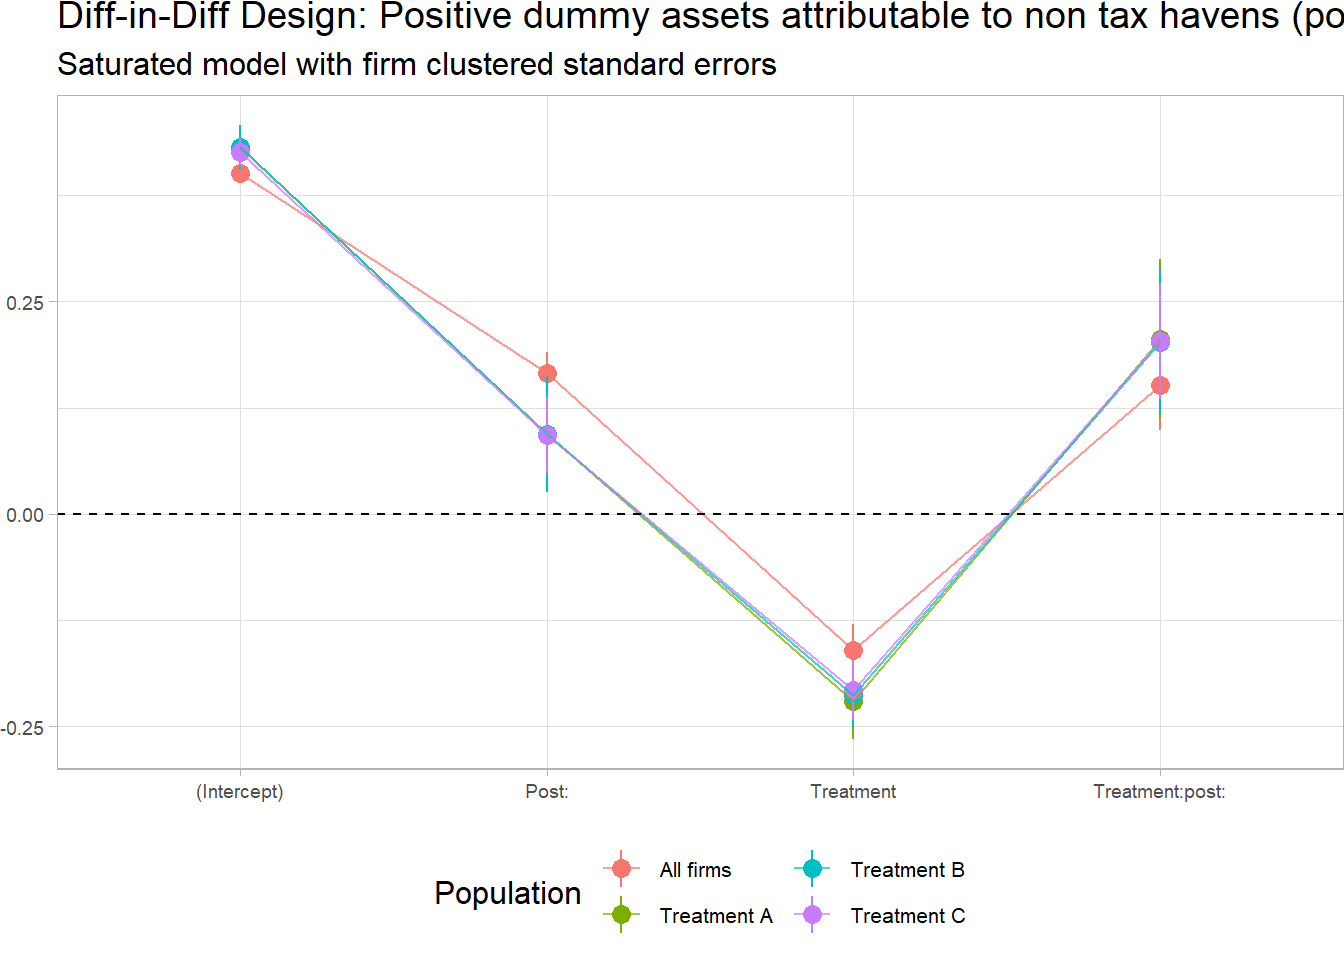 Diff-in-Diff Design: Positive dummy assets attributable to non tax havens (po
Saturated model with firm clustered standard errors
0.25
0.00
-0.25
(Intercept) Post: Treatment Treatment:post:
Population
All firms Treatment B
Treatment A Treatment C